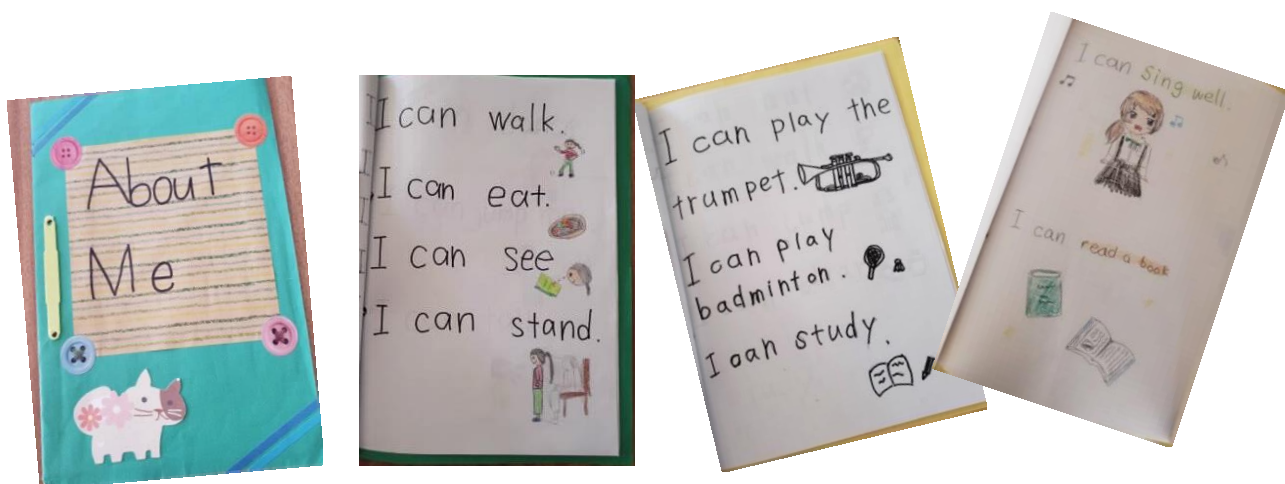 About
Me
I can walk.
I can eat.
I can see
I can stand.
I can play the
trumpet.
I can play
badminton.
I oan study.
I can sing well.
I can read a book